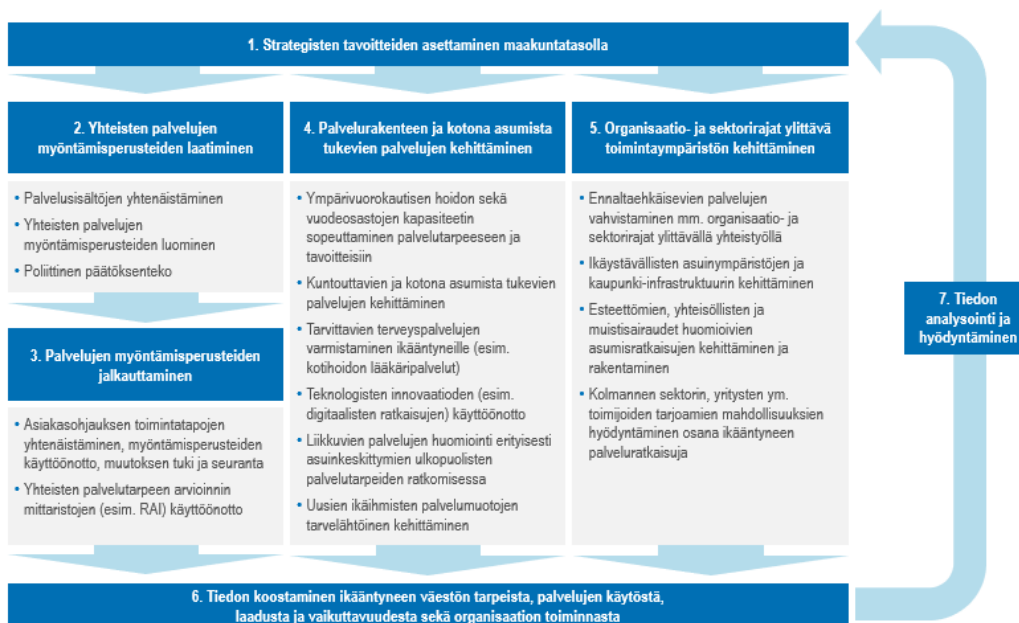 1. Strategisten tavoitteiden asettaminen maakuntatasolla
2. Yhteisten palvelujen
myöntämisperusteiden laatiminen
• Palvelusisältöjen yhtenäistäminen
• Yhteisten palvelujen
myöntämisperusteiden luominen
• Poliittinen päätöksenteko
3. Palvelujen myöntämisperusteiden
jalkauttaminen
• Asiakasohjauksen toimintatapojen
yhtenäistäminen, myöntämisperusteiden
käyttöönotto, muutoksen tuki ja seuranta
• Yhteisten palvelutarpeen arvioinnin
mittaristojen (esim. RAI) käyttöönotto
4. Palvelurakenteen ja kotona asumista
tukevien palvelujen kehittäminen
• Ympärivuorokautisen hoidon sekä
vuodeosastojen kapasiteetin
sopeuttaminen palvelutarpeeseen ja
tavoitteisiin
• Kuntouttavien ja kotona asumista tukevien
palvelujen kehittäminen
• Tarvittavien terveyspalvelujen
varmistaminen ikääntyneille (esim.
kotihoidon lääkäripalvelut)
• Teknologisten innovaatioden (esim.
digitaalisten ratkaisujen) käyttöönotto
• Liikkuvien palvelujen huomiointi erityisesti
asuinkeskittymien ulkopuolisten
palvelutarpeiden ratkomisessa
• Uusien ikäihmisten palvelumuotojen
tarvelähtöinen kehittäminen
5. Organisaatio- ja sektorirajat ylittävä
toimintaympäristön kehittäminen
• Ennaltaehkäisevien palvelujen
vahvistaminen mm. organisaatio- ja
sektorirajat ylittävällä yhteistyöllä
• Ikäystävällisten asuinympäristöjen ja
kaupunki-infrastruktuurin kehittäminen
• Esteettömien, yhteisöllisten ja
muistisairaudet huomioivien
asumisratkaisujen kehittäminen ja
rakentaminen
• Kolmannen sektorin, yritysten ym.
toimijoiden tarjoamien mahdollisuuksien
hyödyntäminen osana ikääntyneen
palveluratkaisuja
6. Tiedon koostaminen ikääntyneen väestön tarpeista, palvelujen käytöstä,
laadusta ja vaikuttavuudesta sekä organisaation toiminnasta
7. Tiedon
analysointi ja
hyödyntäminen